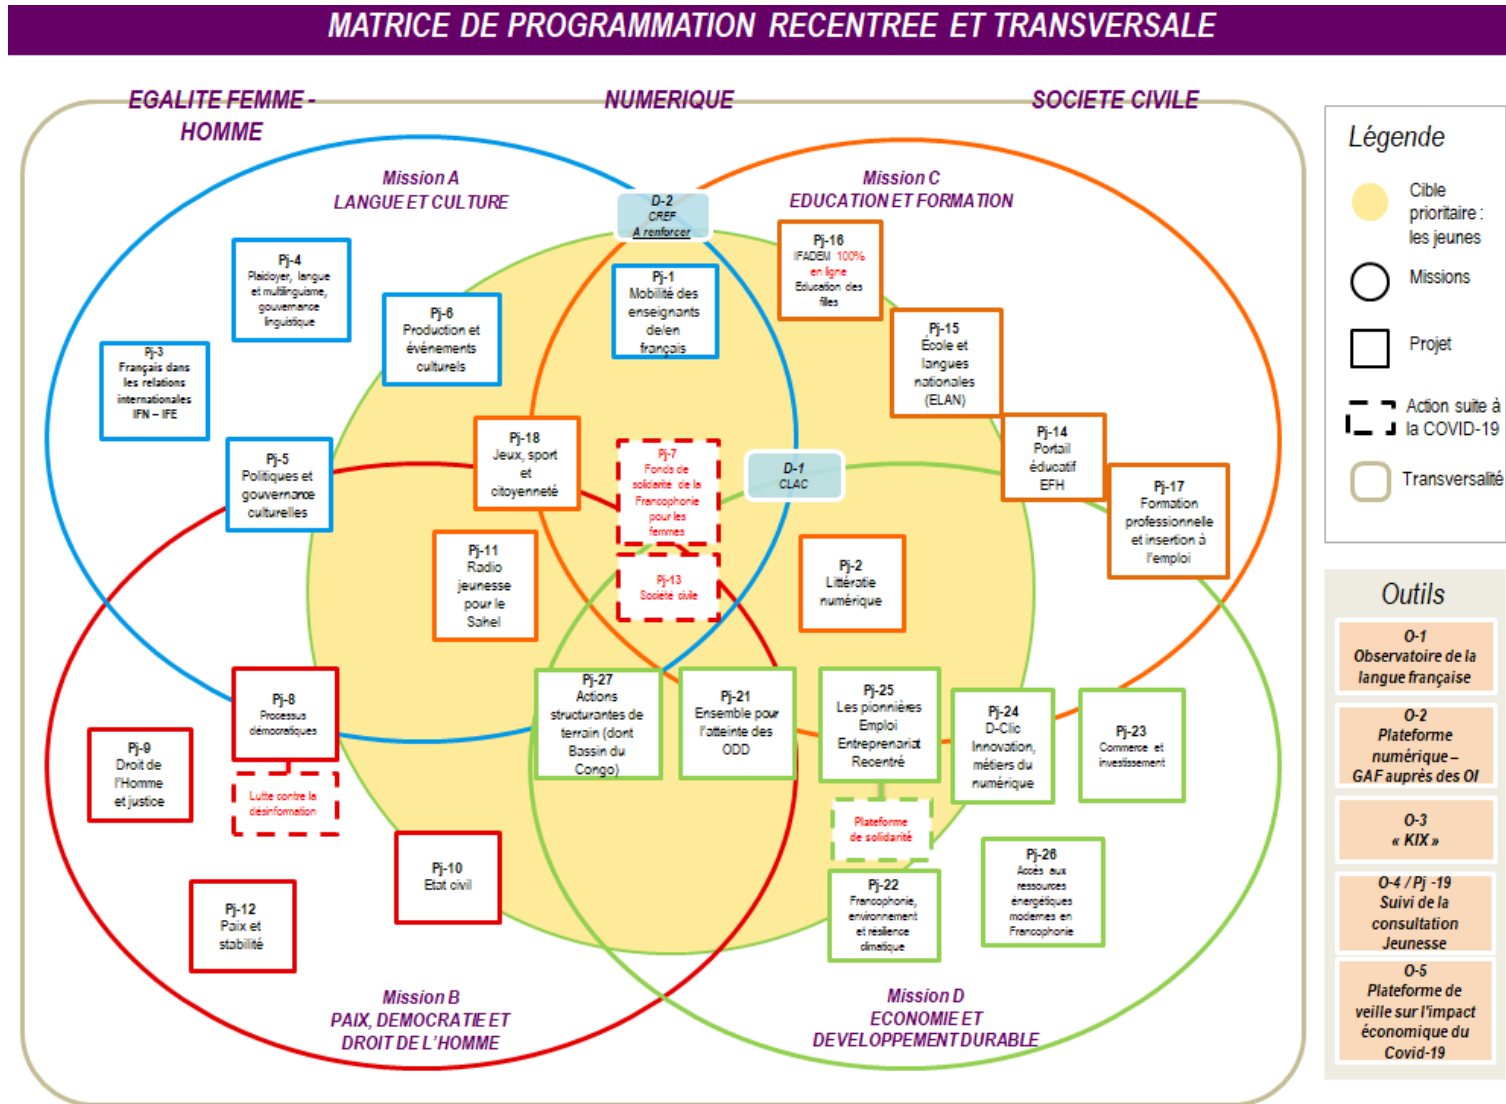 MATRICE DE PROGRAMMATION RECENTREE ET TRANSVERSALE
EGALITE FEMME -
HOMME
NUMERIQUE
SOCIETE CIVILE
Mission A
LANGUE ET CULTURE
Mission C
EDUCATION ET FORMATION
D-2
CREF
A renforcer
Pj-4
Plaidoyer, langue
et multilinguisme,
gouvernance
linguistique
Pj-6
Production et
événements
culturels
Pj-1
Mobilité des
enseignants
de/en
français
Pj-16
IFADEM 100%
en ligne
Education des
filles
Pj-15
École et
langues
nationales
(ELAN)
Pj-3
Français dans
les relations
internationales
IFN – IFE
Pj-5
Politiques et
gouvernance
culturelles
Pj-18
Jeux, sport
et
citoyenneté
Pj-7
Fonds de
solidarité de la
Francophonie
pour les
femmes
D-1
CLAC
Pj-14
Portail
éducatif
EFH
Pj-17
Formation
professionnelle
et insertion à
l'emploi
Pj-11
Radio
jeunesse
pour le
Sahel
Pj-13
Société civile
Pj-2
Littératie
numérique
Pj-8
Processus
démocratiques
Pj-9
Droit de
l'Homme
et justice
Lutte contre la
désinformation
Pj-27
Actions
structurantes de
terrain (dont
Bassin du
Congo)
Pj-21
Ensemble pour
l'atteinte des
ODD
Pj-25
Les pionnières
Emploi
Entreprenariat
Recentré
Pj-24
D-Clic
Innovation,
métiers du
numérique
Pj-23
Commerce et
investissement
Plateforme
de solidarité
Pj-10
Etat civil
Pj-12
Paix et
stabilité
Pj-22
Francophonie,
environnement
et résilience
climatique
Pj-26
Accès aux
ressources
énergétiques
modernes en
Francophonie
Mission B
PAIX, DEMOCRATIE ET
DROIT DE L'HOMME
Mission D
ECONOMIE ET
DEVELOPPEMENT DURABLE
Légende
Cible
prioritaire :
les jeunes
Missions
Projet
Action suite à
la COVID-19
Transversalité
Outils
O-1
Observatoire de la
langue française
O-2
Plateforme
numérique –
GAF auprès des OI
O-3
« KIX »
O-4 / Pj -19
Suivi de la
consultation
Jeunesse
O-5
Plateforme de
veille sur l'impact
économique du
Covid-19